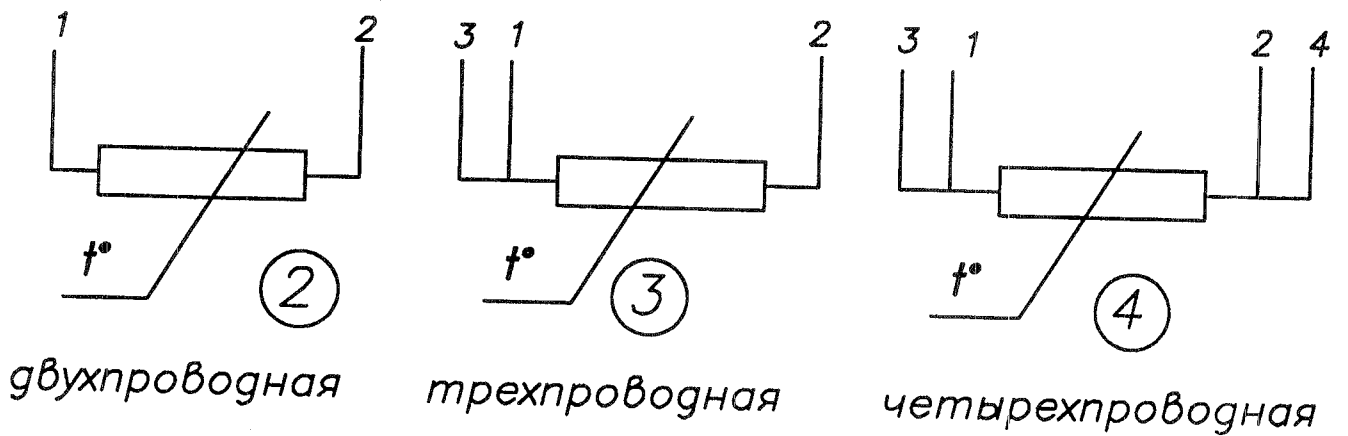 1 2
3 1 2
3 1 2 4
t°
t°
t°
2
3
4
двухпроводная
трехпроводная
четырехпроводная